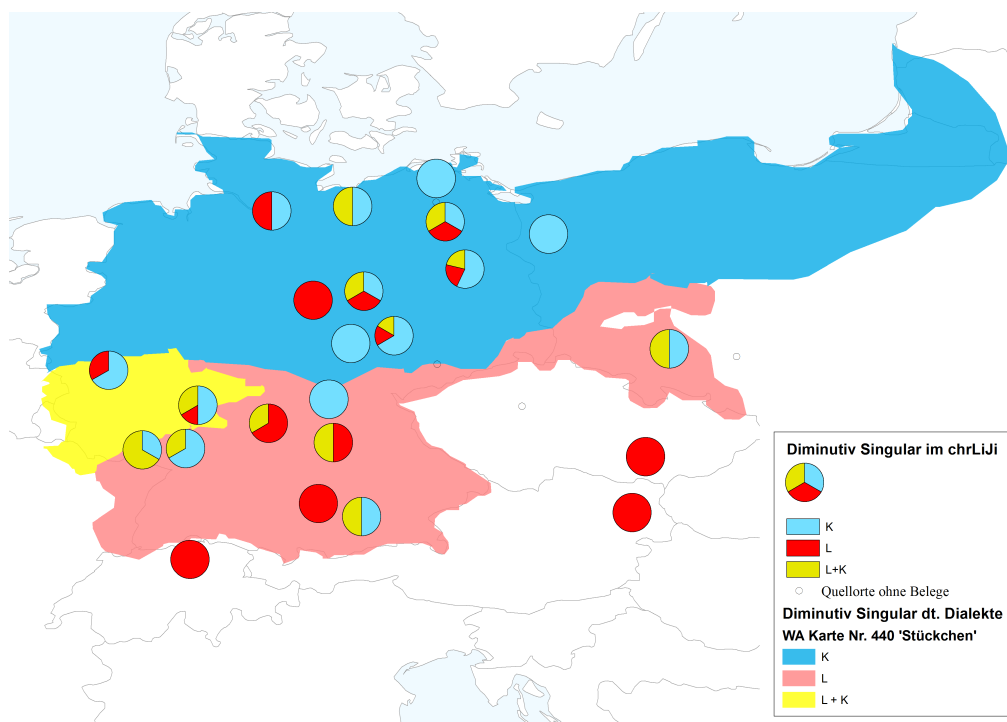 Diminutiv Singular im chrLiJi
K
L
L+K
Quellorte ohne Belege
Diminutiv Singular dt. Dialekte
WA Karte Nr. 440 'Stückchen'
K
L
L + K